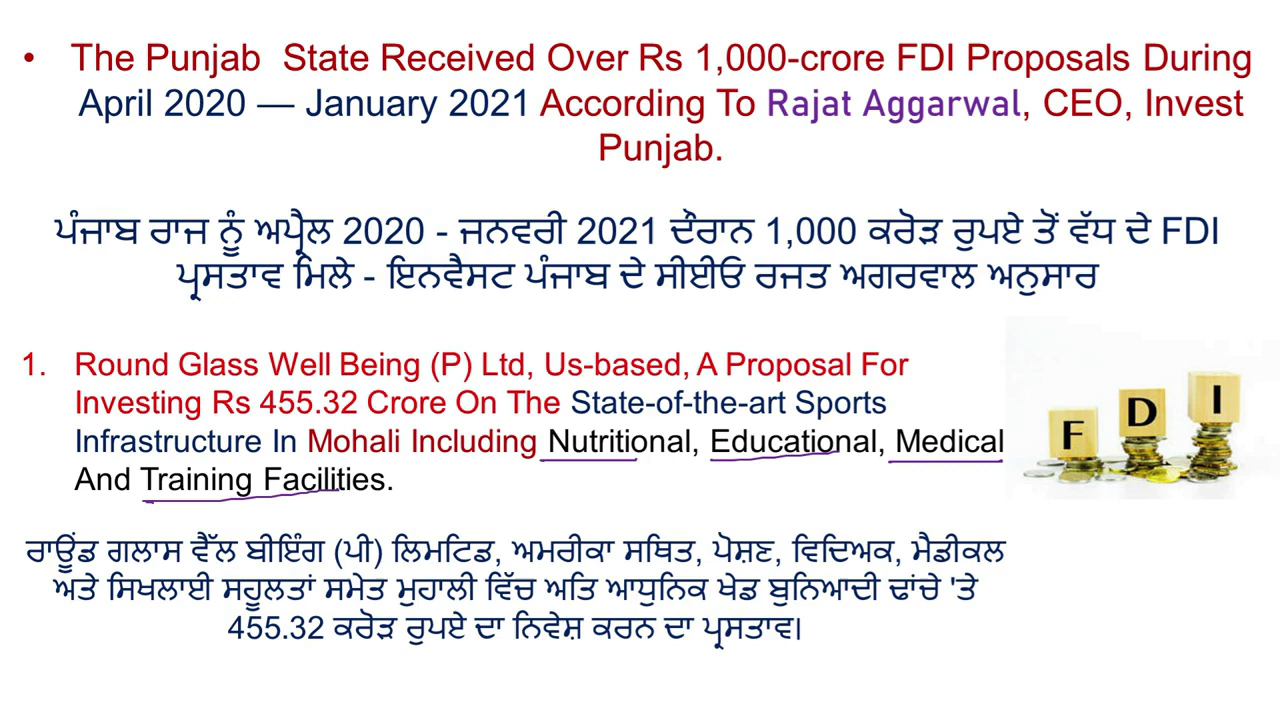 • The Punjab State Received Over Rs 1,000-crore FDI Proposals During
April 2020 — January 2021 According To Rajat Aggarwal, CEO, Invest
Punjab.
ਪੰਜਾਬ ਰਾਜ ਨੂੰ ਅਪ੍ਰੈਲ 2020 - ਜਨਵਰੀ 2021 ਦੌਰਾਨ 1,000 ਕਰੋੜ ਰੁਪਏ ਤੋਂ ਵੱਧ ਦੇ FDI
ਪ੍ਰਸਤਾਵ ਮਿਲੇ - ਇਨਵੈਸਟ ਪੰਜਾਬ ਦੇ ਸੀਈਓ ਰਜਤ ਅਗਰਵਾਲ ਅਨੁਸਾਰ
1. Round Glass Well Being (P) Ltd, Us-based, A Proposal For
Investing Rs 455.32 Crore On The State-of-the-art Sports
Infrastructure In Mohali Including Nutritional, Educational, Medical
And Training Facilities.
F D I
ਰਾਊਂਡ ਗਲਾਸ ਵੈੱਲ ਬੀਇੰਗ (ਪੀ) ਲਿਮਟਿਡ, ਅਮਰੀਕਾ ਸਥਿਤ, ਪੋਸ਼ਣ, ਵਿਦਿਅਕ, ਮੈਡੀਕਲ
ਅਤੇ ਸਿਖਲਾਈ ਸਹੂਲਤਾਂ ਸਮੇਤ ਮੁਹਾਲੀ ਵਿੱਚ ਅਤਿ ਆਧੁਨਿਕ ਖੇਡ ਬੁਨਿਆਦੀ ਢਾਂਚੇ 'ਤੇ
455.32 ਕਰੋੜ ਰੁਪਏ ਦਾ ਨਿਵੇਸ਼ ਕਰਨ ਦਾ ਪ੍ਰਸਤਾਵ।